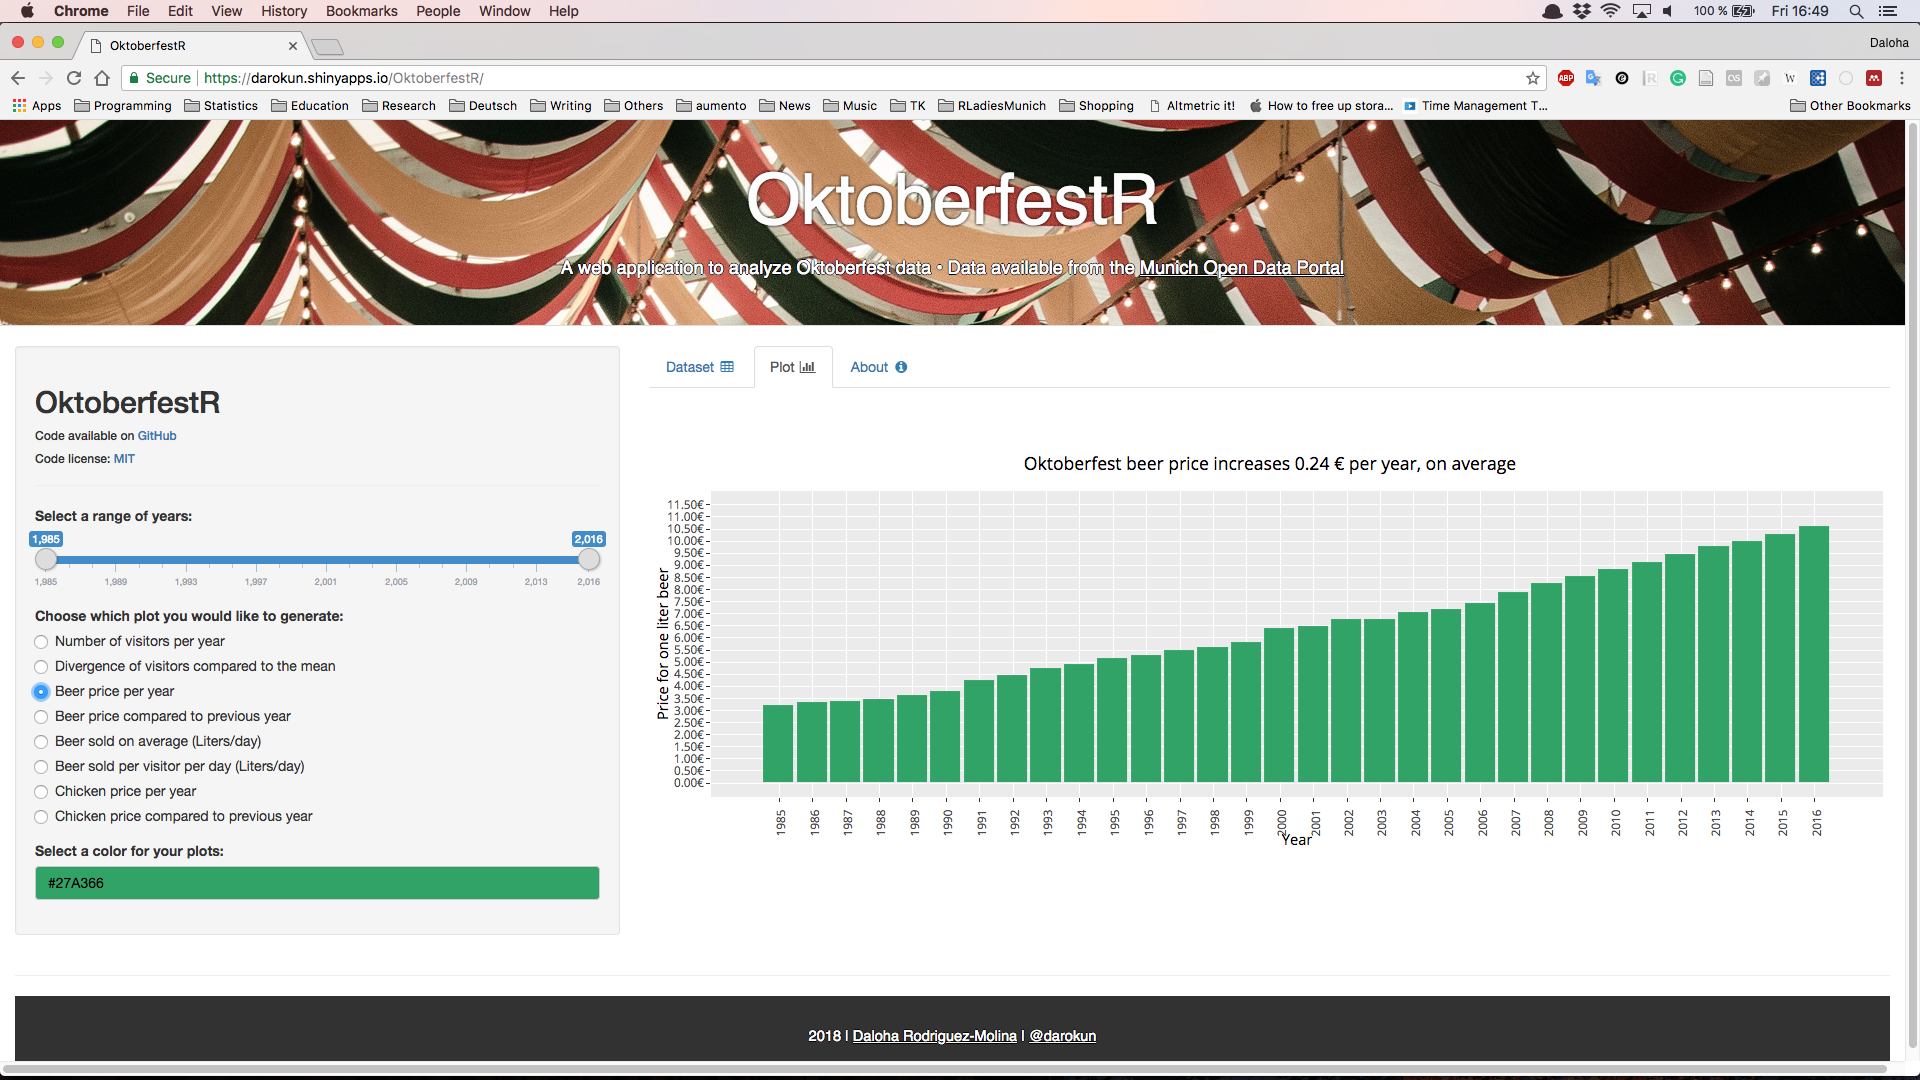 Chrome File Edit View History Bookmarks People Window Help 100 % Fri 16:49
OktoberfestR Daloha
Secure https://darokun.shinyapps.io/OktoberfestR/
Apps Programming Statistics Education Research Deutsch Writing Others aumento News Music TK RLadiesMunich Shopping Altmetric it! How to free up stora... Time Management T... Other Bookmarks
OktoberfestR
A web application to analyze Oktoberfest data • Data available from the Munich Open Data Portal
Dataset Plot About
OktoberfestR
Code available on GitHub
Code license: MIT
Select a range of years:
1,985 2,016
1,985 1,989 1,993 1,997 2,001 2,005 2,009 2,013 2,016
Choose which plot you would like to generate:
Number of visitors per year
Divergence of visitors compared to the mean
Beer price per year
Beer price compared to previous year
Beer sold on average (Liters/day)
Beer sold per visitor per day (Liters/day)
Chicken price per year
Chicken price compared to previous year
Select a color for your plots:
#27A366
Oktoberfest beer price increases 0.24 € per year, on average
Price for one liter beer
11.50€
11.00€
10.50€
10.00€
9.50€
9.00€
8.50€
8.00€
7.50€
7.00€
6.50€
6.00€
5.50€
5.00€
4.50€
4.00€
3.50€
3.00€
2.50€
2.00€
1.50€
1.00€
0.50€
0.00€
1985 1986 1987 1988 1989 1990 1991 1992 1993 1994 1995 1996 1997 1998 1999 2000 2001 2002 2003 2004 2005 2006 2007 2008 2009 2010 2011 2012 2013 2014 2015 2016
Year
2018 | Daloha Rodriguez-Molina | @darokun